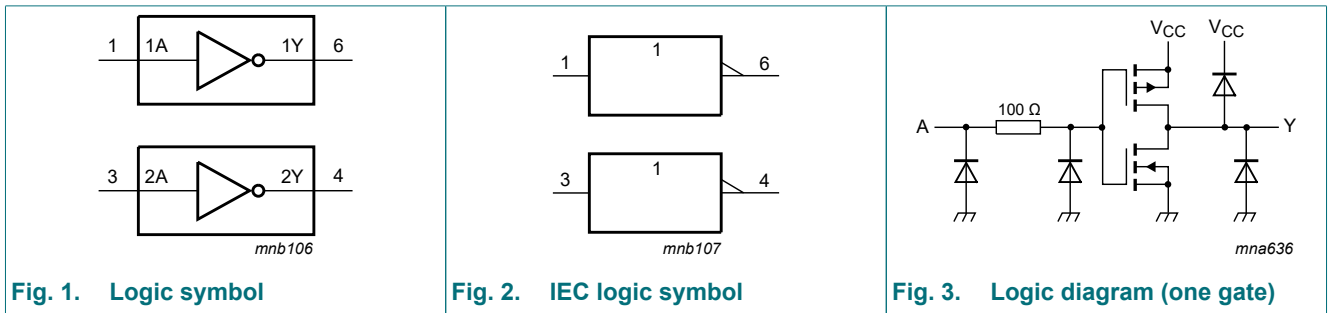 1 1A 1Y 6
3 2A 2Y 4
mnb106
Fig. 1. Logic symbol
1 1 6
3 1 4
mnb107
Fig. 2. IEC logic symbol
VCC VCC
100 Ω
A Y
mna636
Fig. 3. Logic diagram (one gate)